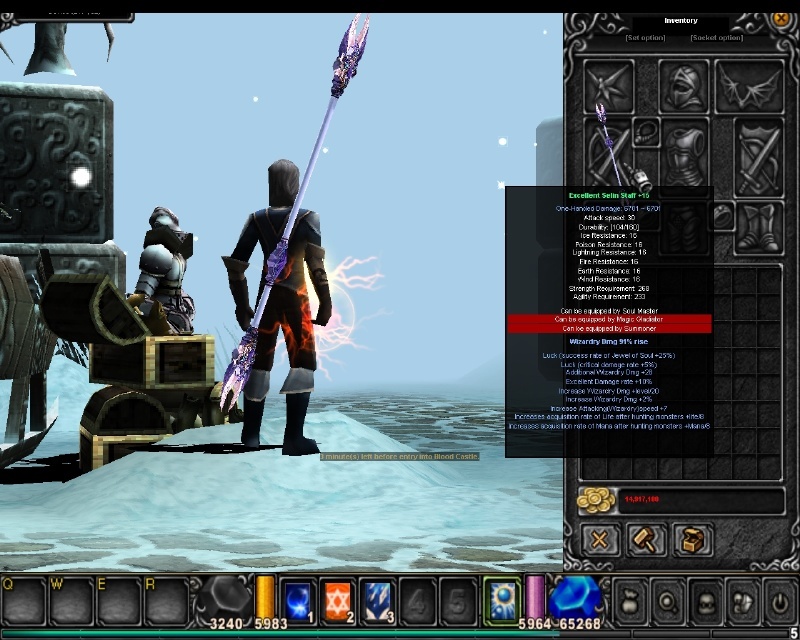 Inventory
[Set option] [Socket option]
Excellent Selin Staff +15
One-Handed Damage: 6701 ~ 6701
Attack speed: 30
Durability: [104/160]
Ice Resistance: 16
Poison Resistance: 16
Lightning Resistance: 16
Fire Resistance: 16
Earth Resistance: 16
Wind Resistance: 16
Strength Requirement: 268
Agility Requirement: 233
Can be equipped by Soul Master
Can be equipped by Magic Gladiator
Can be equipped by Summoner
Wizardry Dmg 91% rise
Luck (success rate of Jewel of Soul +25%)
Luck (critical damage rate +5%)
Additional Wizardry Dmg +28
Excellent Damage rate +10%
Increase Wizardry Dmg +level/20
Increase Wizardry Dmg +2%
Increase Attacking(Wizardry)speed +7
Increases acquisition rate of Life after hunting monsters +life/8
Increases acquisition rate of Mana after hunting monsters +Mana/8
minute(s) left before entry into Blood Castle.
Q W E R
1 2 3 4 5
3240 5983 5964 65268
5